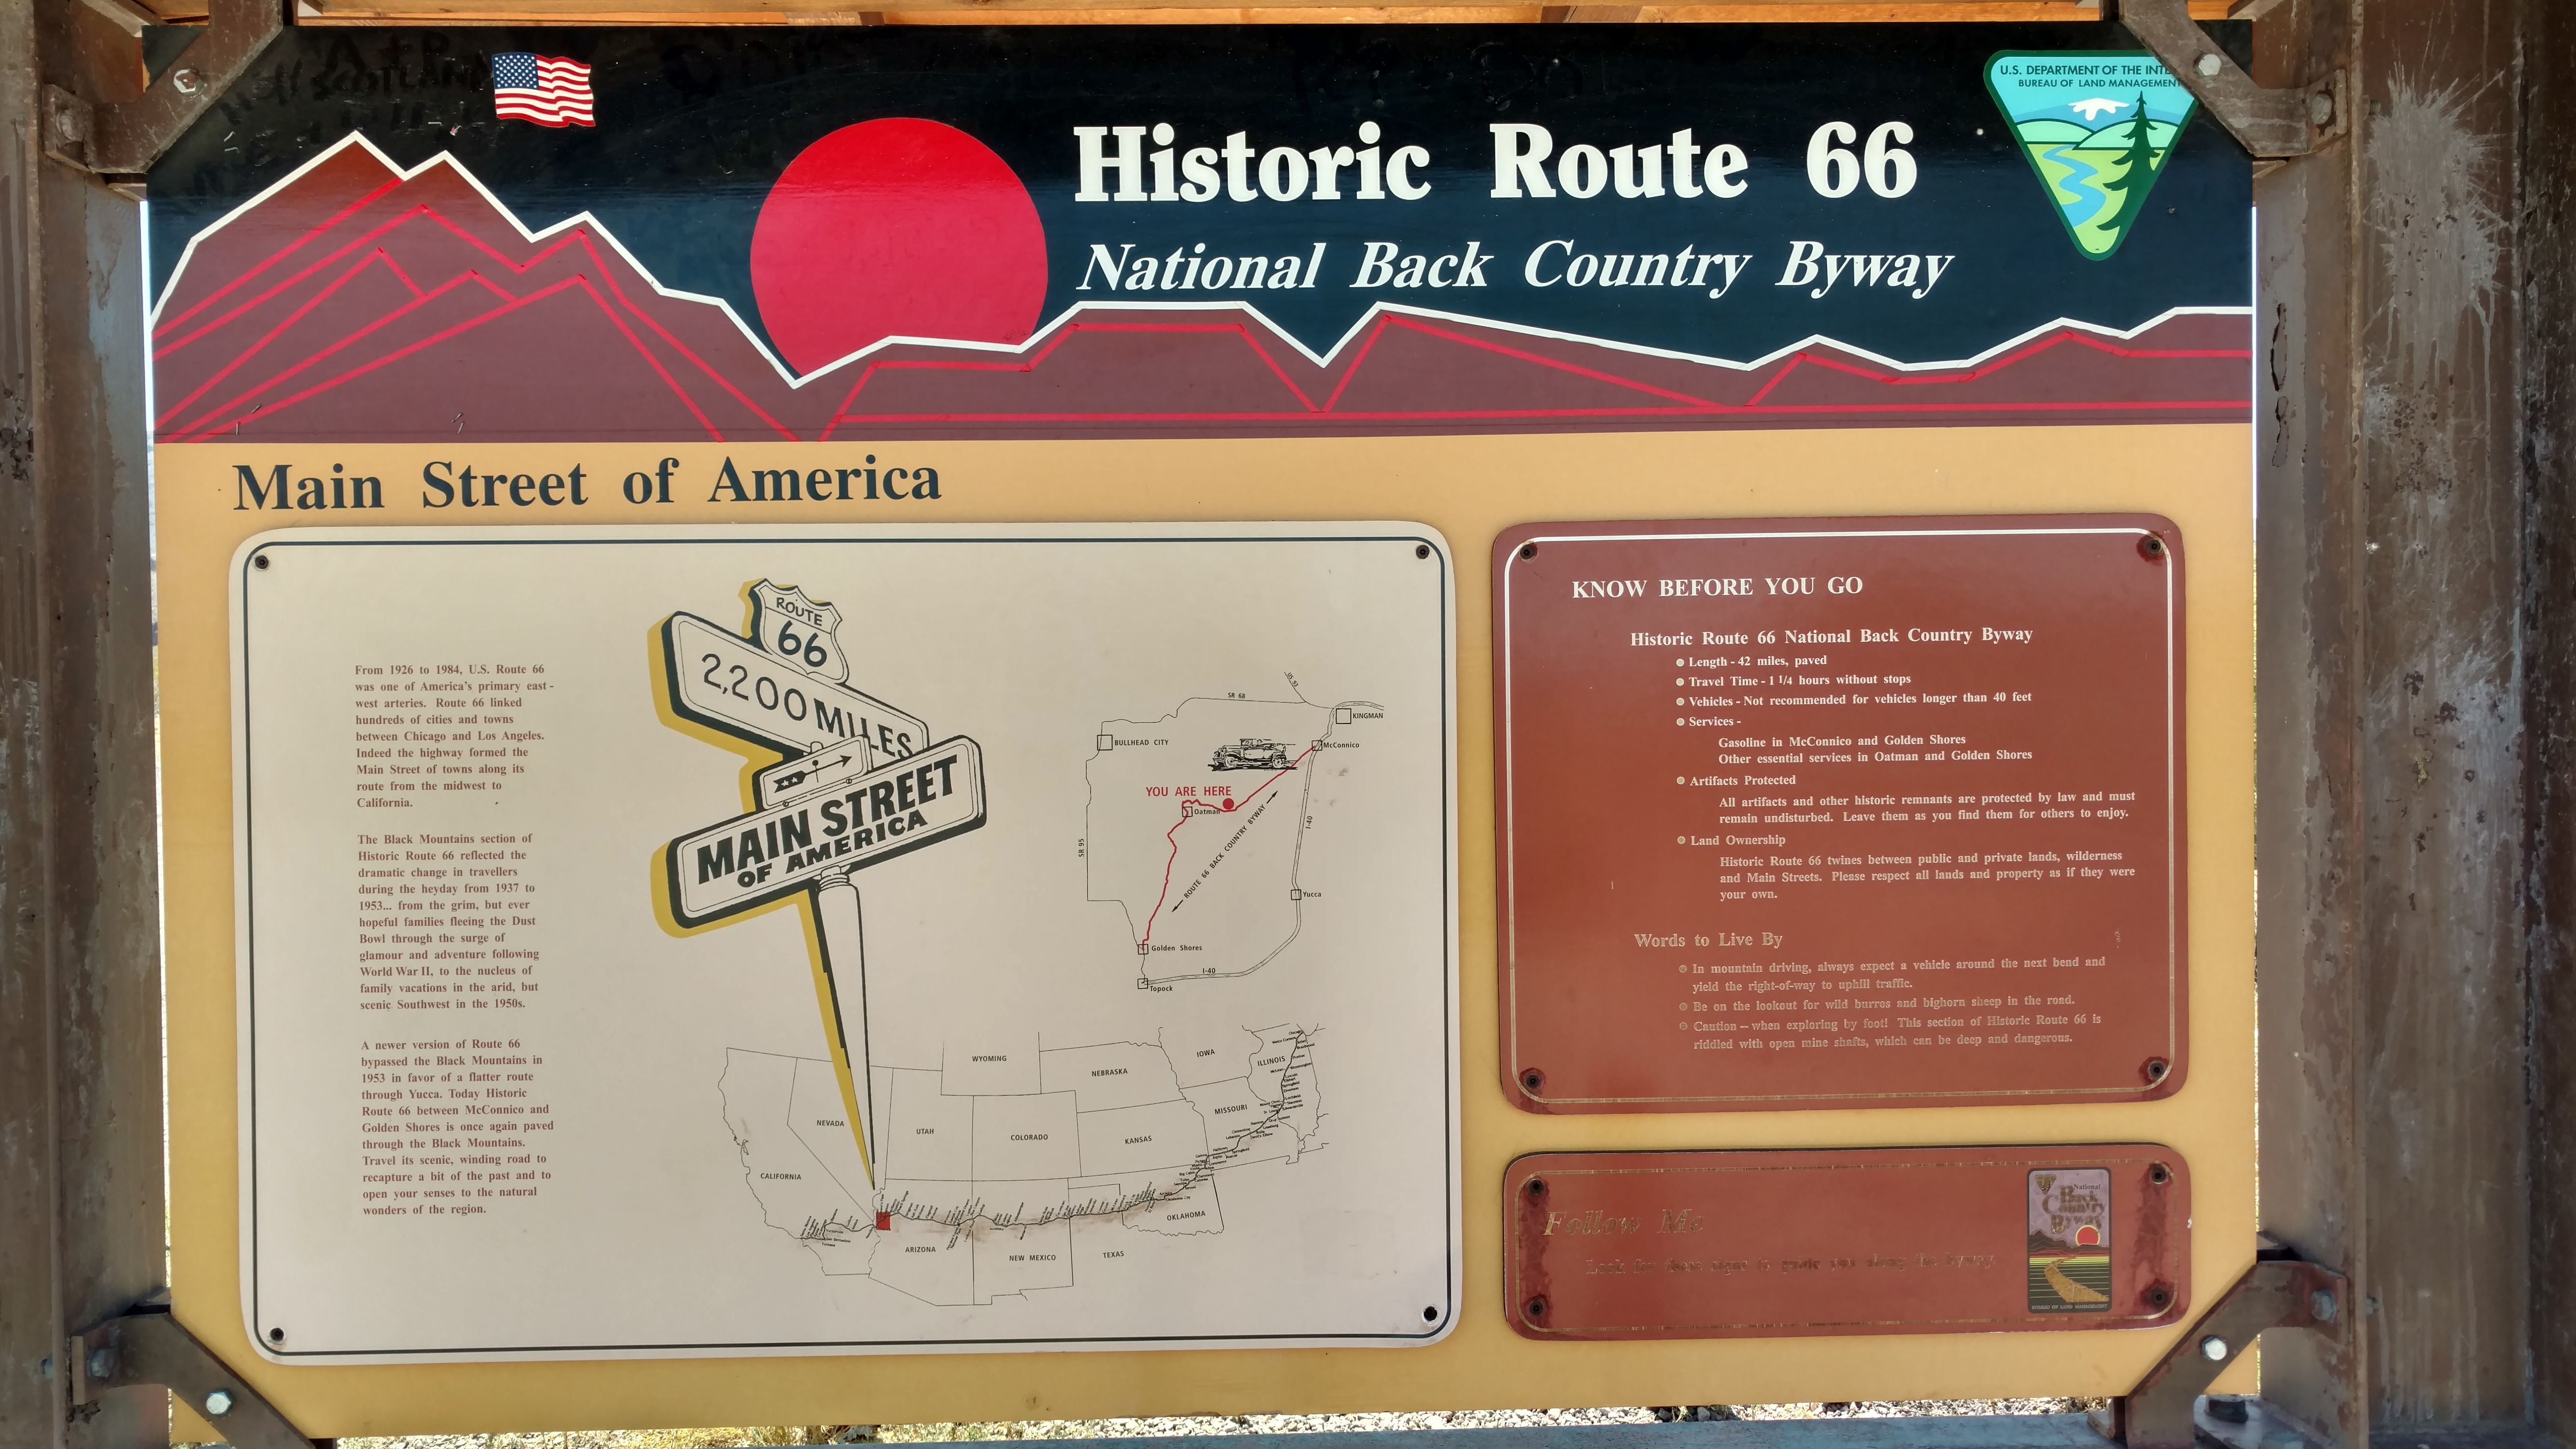 U.S. DEPARTMENT OF THE INTE
BUREAU OF LAND MANAGEMENT
Historic Route 66
National Back Country Byway
Main Street of America
From 1926 to 1984, U.S. Route 66
was one of America's primary east-
west arteries. Route 66 linked
hundreds of cities and towns
between Chicago and Los Angeles.
Indeed the highway formed the
Main Street of towns along its
route from the midwest to
California.
The Black Mountains section of
Historic Route 66 reflected the
dramatic change in travellers
during the heyday from 1937 to
1953... from the grim, but ever
hopeful families fleeing the Dust
Bowl through the surge of
glamour and adventure following
World War II, to the nucleus of
family vacations in the arid, but
scenic Southwest in the 1950s.
A newer version of Route 66
bypassed the Black Mountains in
1953 in favor of a flatter route
through Yucca. Today Historic
Route 66 between McConnico and
Golden Shores is once again paved
through the Black Mountains.
Travel its scenic, winding road to
recapture a bit of the past and to
open your senses to the natural
wonders of the region.
ROUTE
66
2,200 MILES
MAIN STREET
OF AMERICA
US 93
SR 68
KINGMAN
BULLHEAD CITY
McConnico
YOU ARE HERE
Oatman
ROUTE 66 BACK COUNTRY BYWAY
I-40
SR 95
Yucca
Golden Shores
I-40
Topock
WYOMING
IOWA
NEBRASKA
ILLINOIS
MISSOURI
NEVADA
UTAH
COLORADO
KANSAS
CALIFORNIA
OKLAHOMA
ARIZONA
NEW MEXICO
TEXAS
KNOW BEFORE YOU GO
Historic Route 66 National Back Country Byway
Length - 42 miles, paved
Travel Time - 1 1/4 hours without stops
Vehicles - Not recommended for vehicles longer than 40 feet
Services -
Gasoline in McConnico and Golden Shores
Other essential services in Oatman and Golden Shores
Artifacts Protected
All artifacts and other historic remnants are protected by law and must
remain undisturbed. Leave them as you find them for others to enjoy.
Land Ownership
Historic Route 66 twines between public and private lands, wilderness
and Main Streets. Please respect all lands and property as if they were
your own.
Words to Live By
In mountain driving, always expect a vehicle around the next bend and
yield the right-of-way to uphill traffic.
Be on the lookout for wild burros and bighorn sheep in the road.
Caution - when exploring by foot! This section of Historic Route 66 is
riddled with open mine shafts, which can be deep and dangerous.
Follow Me
Look for these signs to guide you along the byway.
National
Back
Country
Byway
BUREAU OF LAND MANAGEMENT